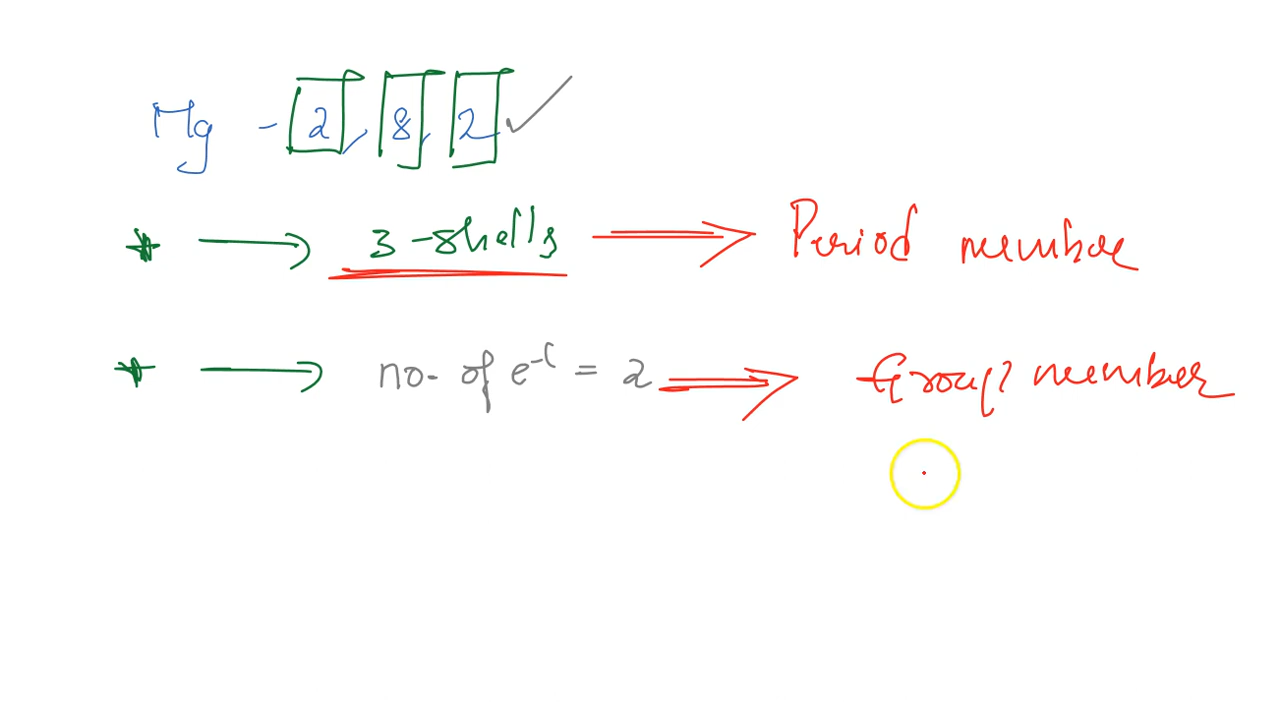 Mg - 2, 8, 2 ✓
* → 3 - shells ⇒ Period number
* → no. of e⁻ˢ = 2 ⇒ Group number